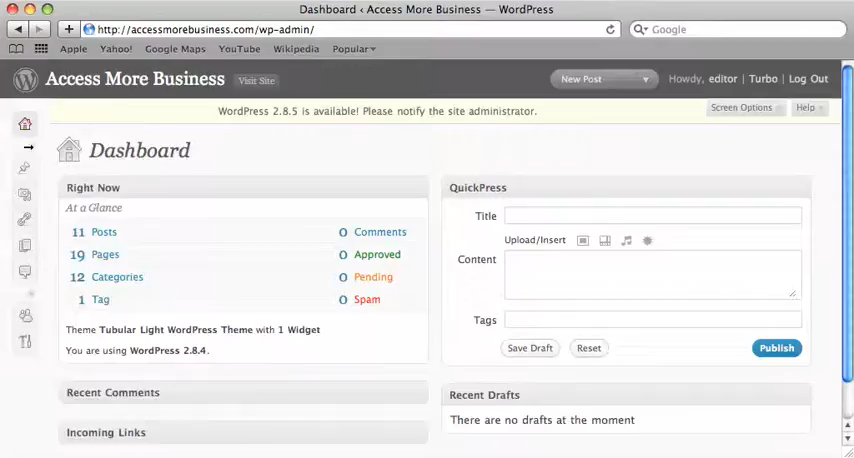 Dashboard ‹ Access More Business — WordPress
http://accessmorebusiness.com/wp-admin/
Google
Apple Yahoo! Google Maps YouTube Wikipedia Popular
Access More Business Visit Site New Post Howdy, editor | Turbo | Log Out
WordPress 2.8.5 is available! Please notify the site administrator.
Screen Options Help
Dashboard
Right Now
At a Glance
11 Posts 0 Comments
19 Pages 0 Approved
12 Categories 0 Pending
1 Tag 0 Spam
Theme Tubular Light WordPress Theme with 1 Widget
You are using WordPress 2.8.4.
Recent Comments
Incoming Links
QuickPress
Title
Upload/Insert
Content
Tags
Save Draft Reset Publish
Recent Drafts
There are no drafts at the moment